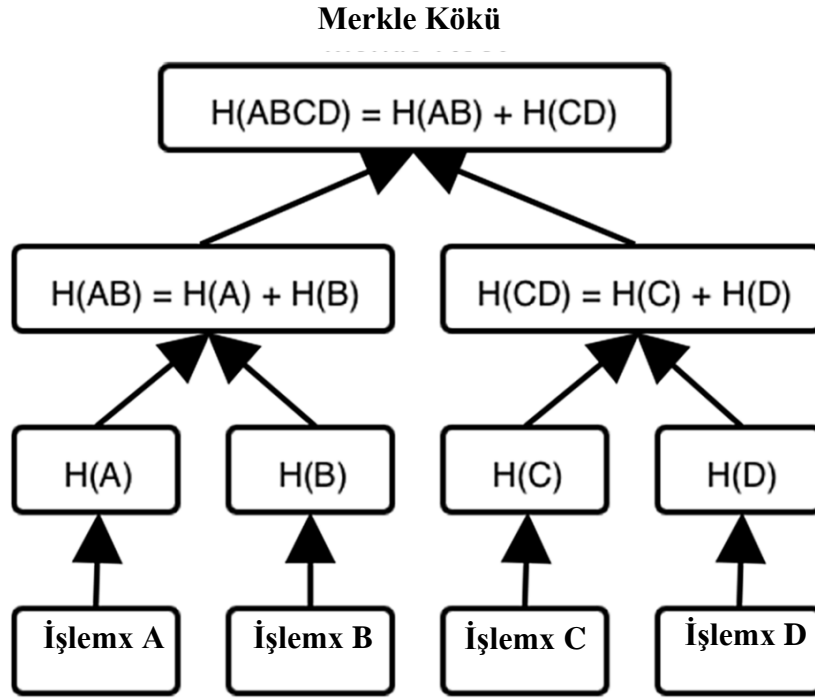 Merkle Kökü
H(ABCD) = H(AB) + H(CD)
H(AB) = H(A) + H(B)
H(CD) = H(C) + H(D)
H(A)
H(B)
H(C)
H(D)
İşlemx A
İşlemx B
İşlemx C
İşlemx D